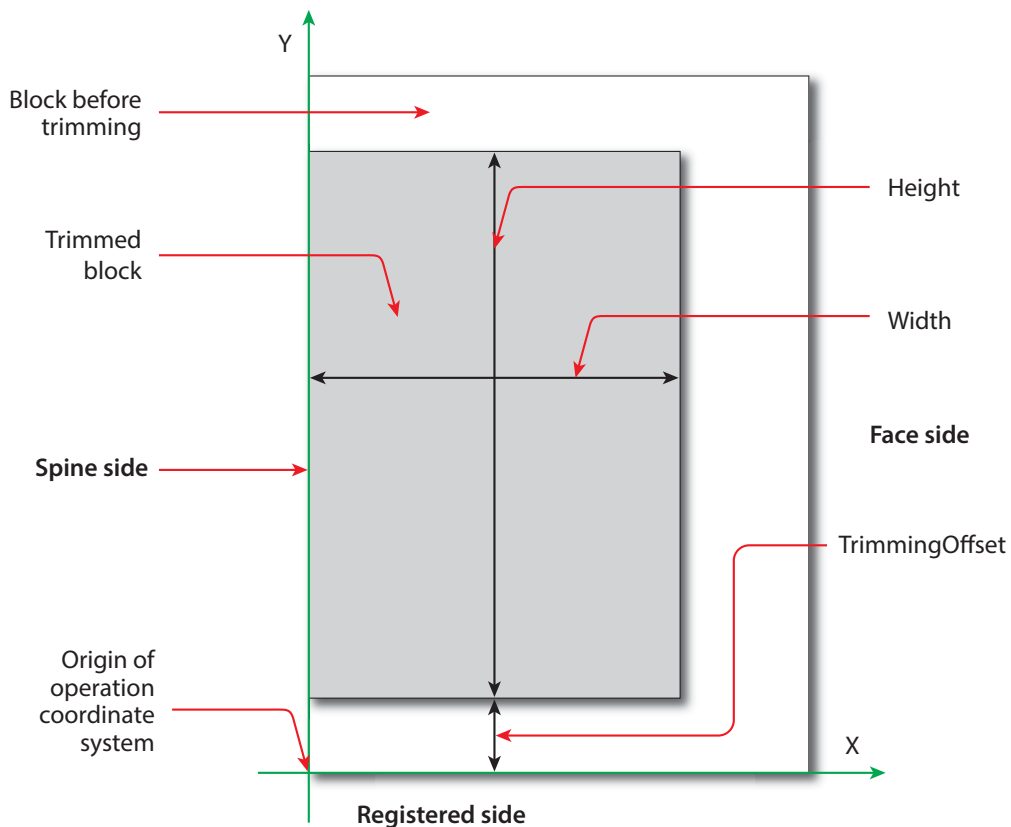 Y
Block before
trimming
Height
Trimmed
block
Width
Face side
Spine side
TrimmingOffset
Origin of
operation
coordinate
system
X
Registered side